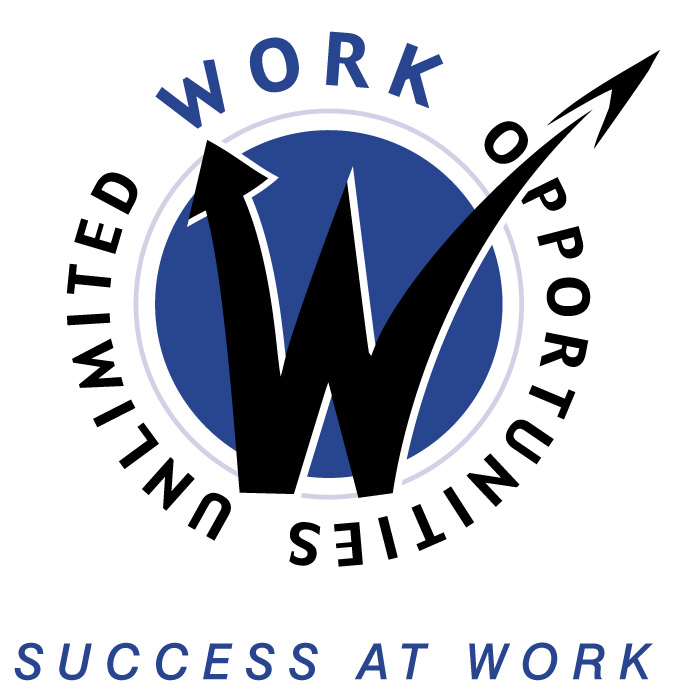 WORK OPPORTUNITIES UNLIMITED
W
SUCCESS AT WORK